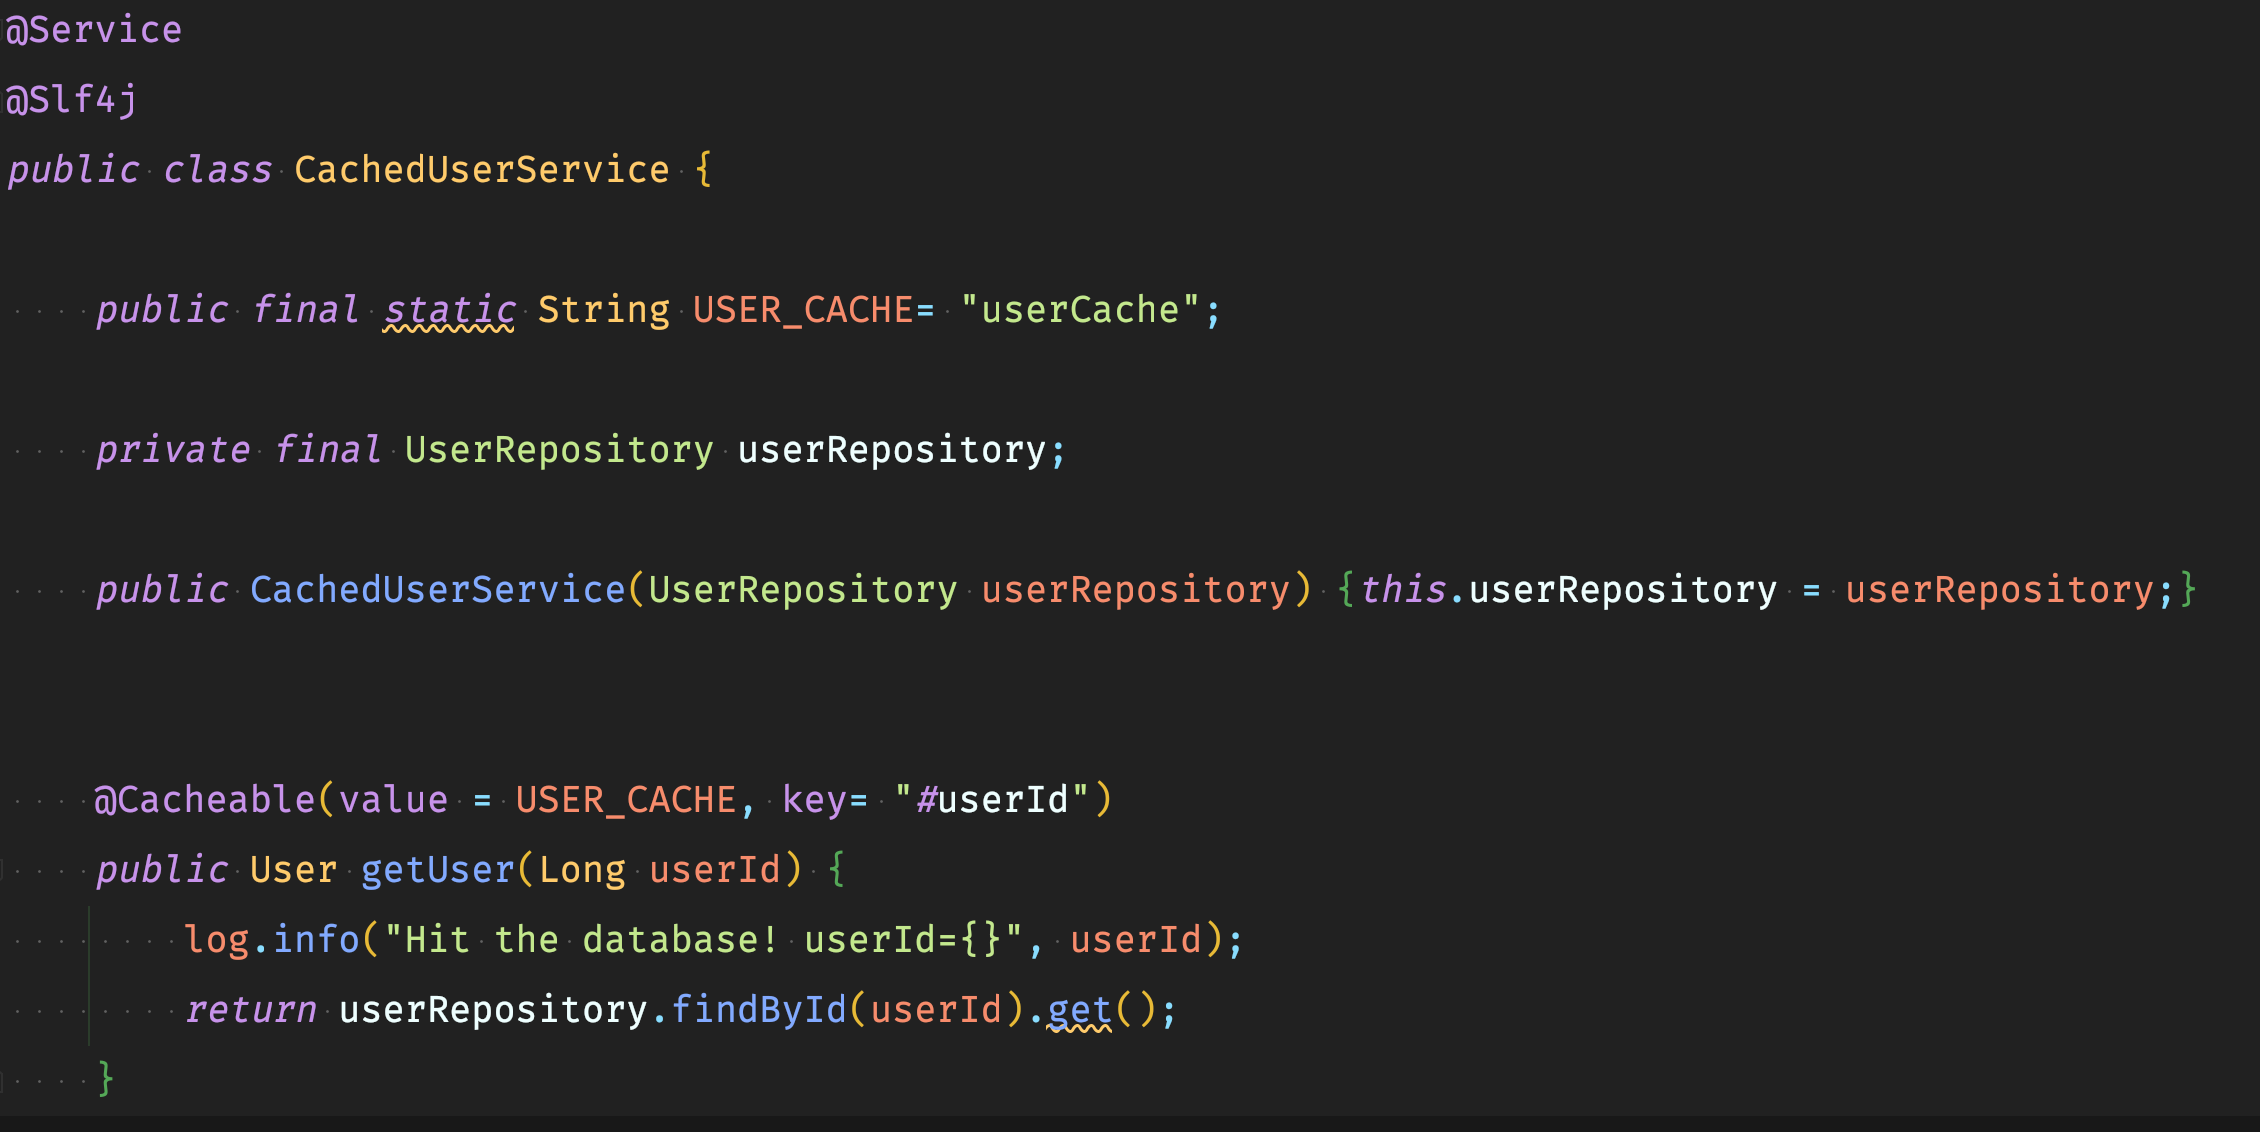 @Service
@Slf4j
public class CachedUserService {
public final static String USER_CACHE= "userCache";
private final UserRepository userRepository;
public CachedUserService(UserRepository userRepository) {this.userRepository = userRepository;}
@Cacheable(value = USER_CACHE, key= "#userId")
public User getUser(Long userId) {
log.info("Hit the database! userId={}", userId);
return userRepository.findById(userId).get();
}